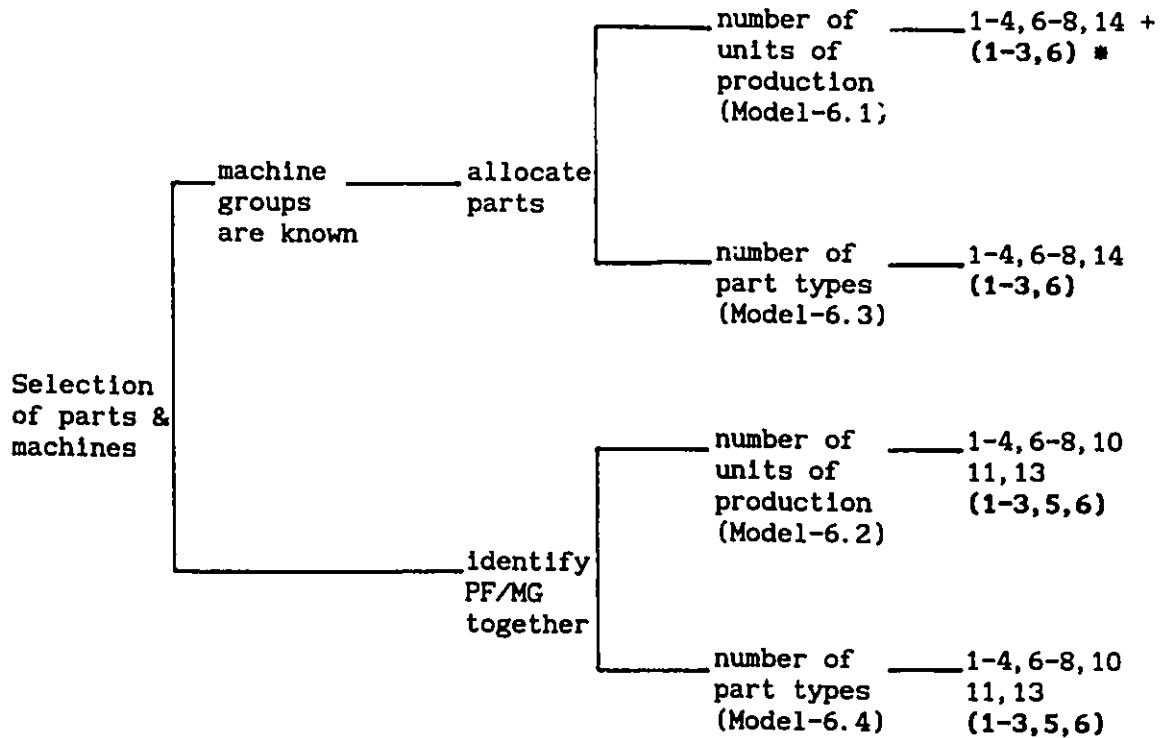 number of
units of
production
(Model-6.1)
1-4,6-8,14 +
(1-3,6) *
machine
groups
are known
allocate
parts
number of
part types
(Model-6.3)
1-4,6-8,14
(1-3,6)
Selection
of parts &
machines
number of
units of
production
(Model-6.2)
1-4,6-8,10
11,13
(1-3,5,6)
identify
PF/MG
together
number of
part types
(Model-6.4)
1-4,6-8,10
11,13
(1-3,5,6)